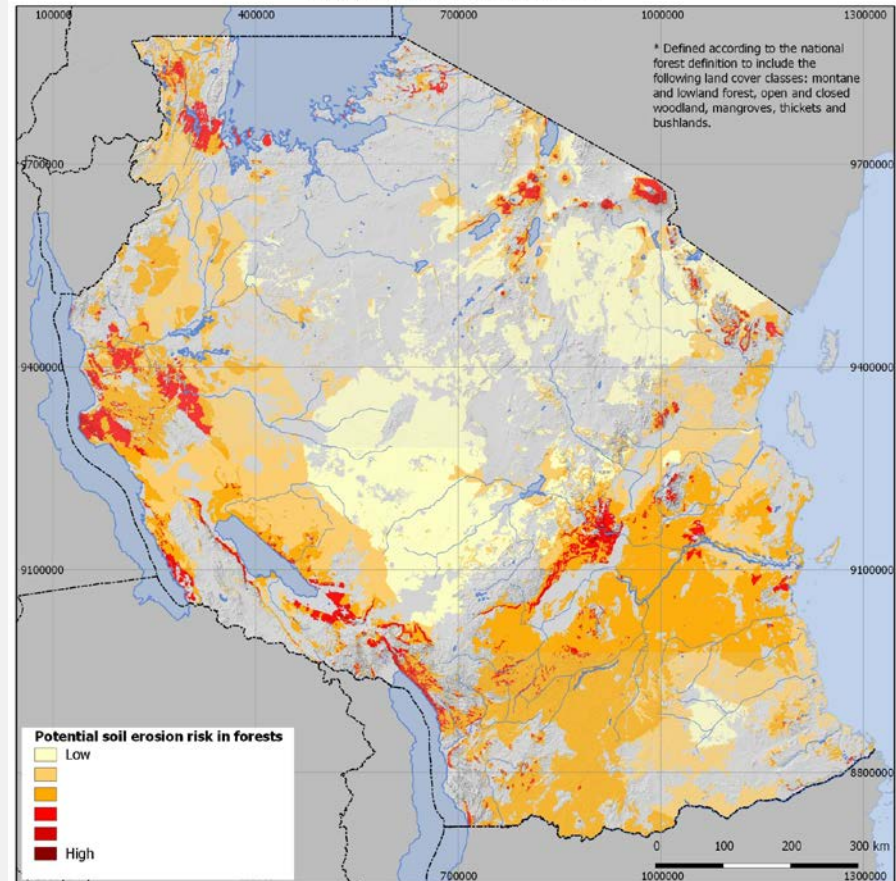 100000 400000 700000 1000000 1300000
* Defined according to the national
forest definition to include the
following land cover classes: montane
and lowland forest, open and closed
woodland, mangroves, thickets and
bushlands.
9700000 9700000
9400000 9400000
9100000 9100000
8800000
Potential soil erosion risk in forests
Low
High
0 100 200 300 km
100000 400000 700000 1000000 1300000